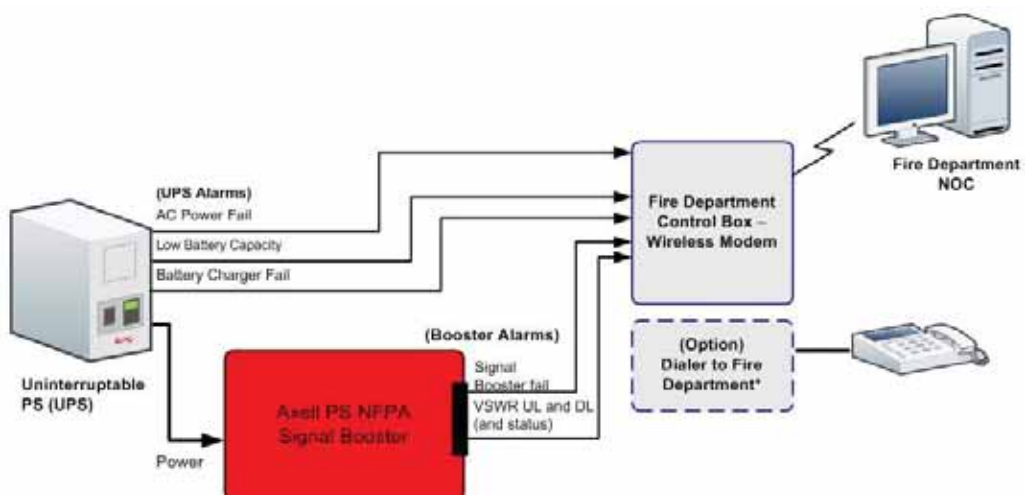 (UPS Alarms)
AC Power Fail
Low Battery Capacity
Battery Charger Fail
Fire Department
Control Box –
Wireless Modem
Fire Department
NOC
(Booster Alarms)
Signal
Booster fail
VSWR UL and DL
(and status)
(Option)
Dialer to Fire
Department*
Uninterruptable
PS (UPS)
Axell PS NFPA
Signal Booster
Power
APC